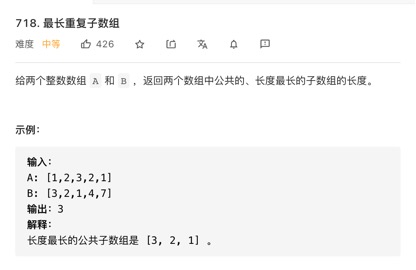 718. 最长重复子数组
难度 中等 426
给两个整数数组 A 和 B ，返回两个数组中公共的、长度最长的子数组的长度。
示例：
输入：
A: [1,2,3,2,1]
B: [3,2,1,4,7]
输出：3
解释：
长度最长的公共子数组是 [3, 2, 1] 。